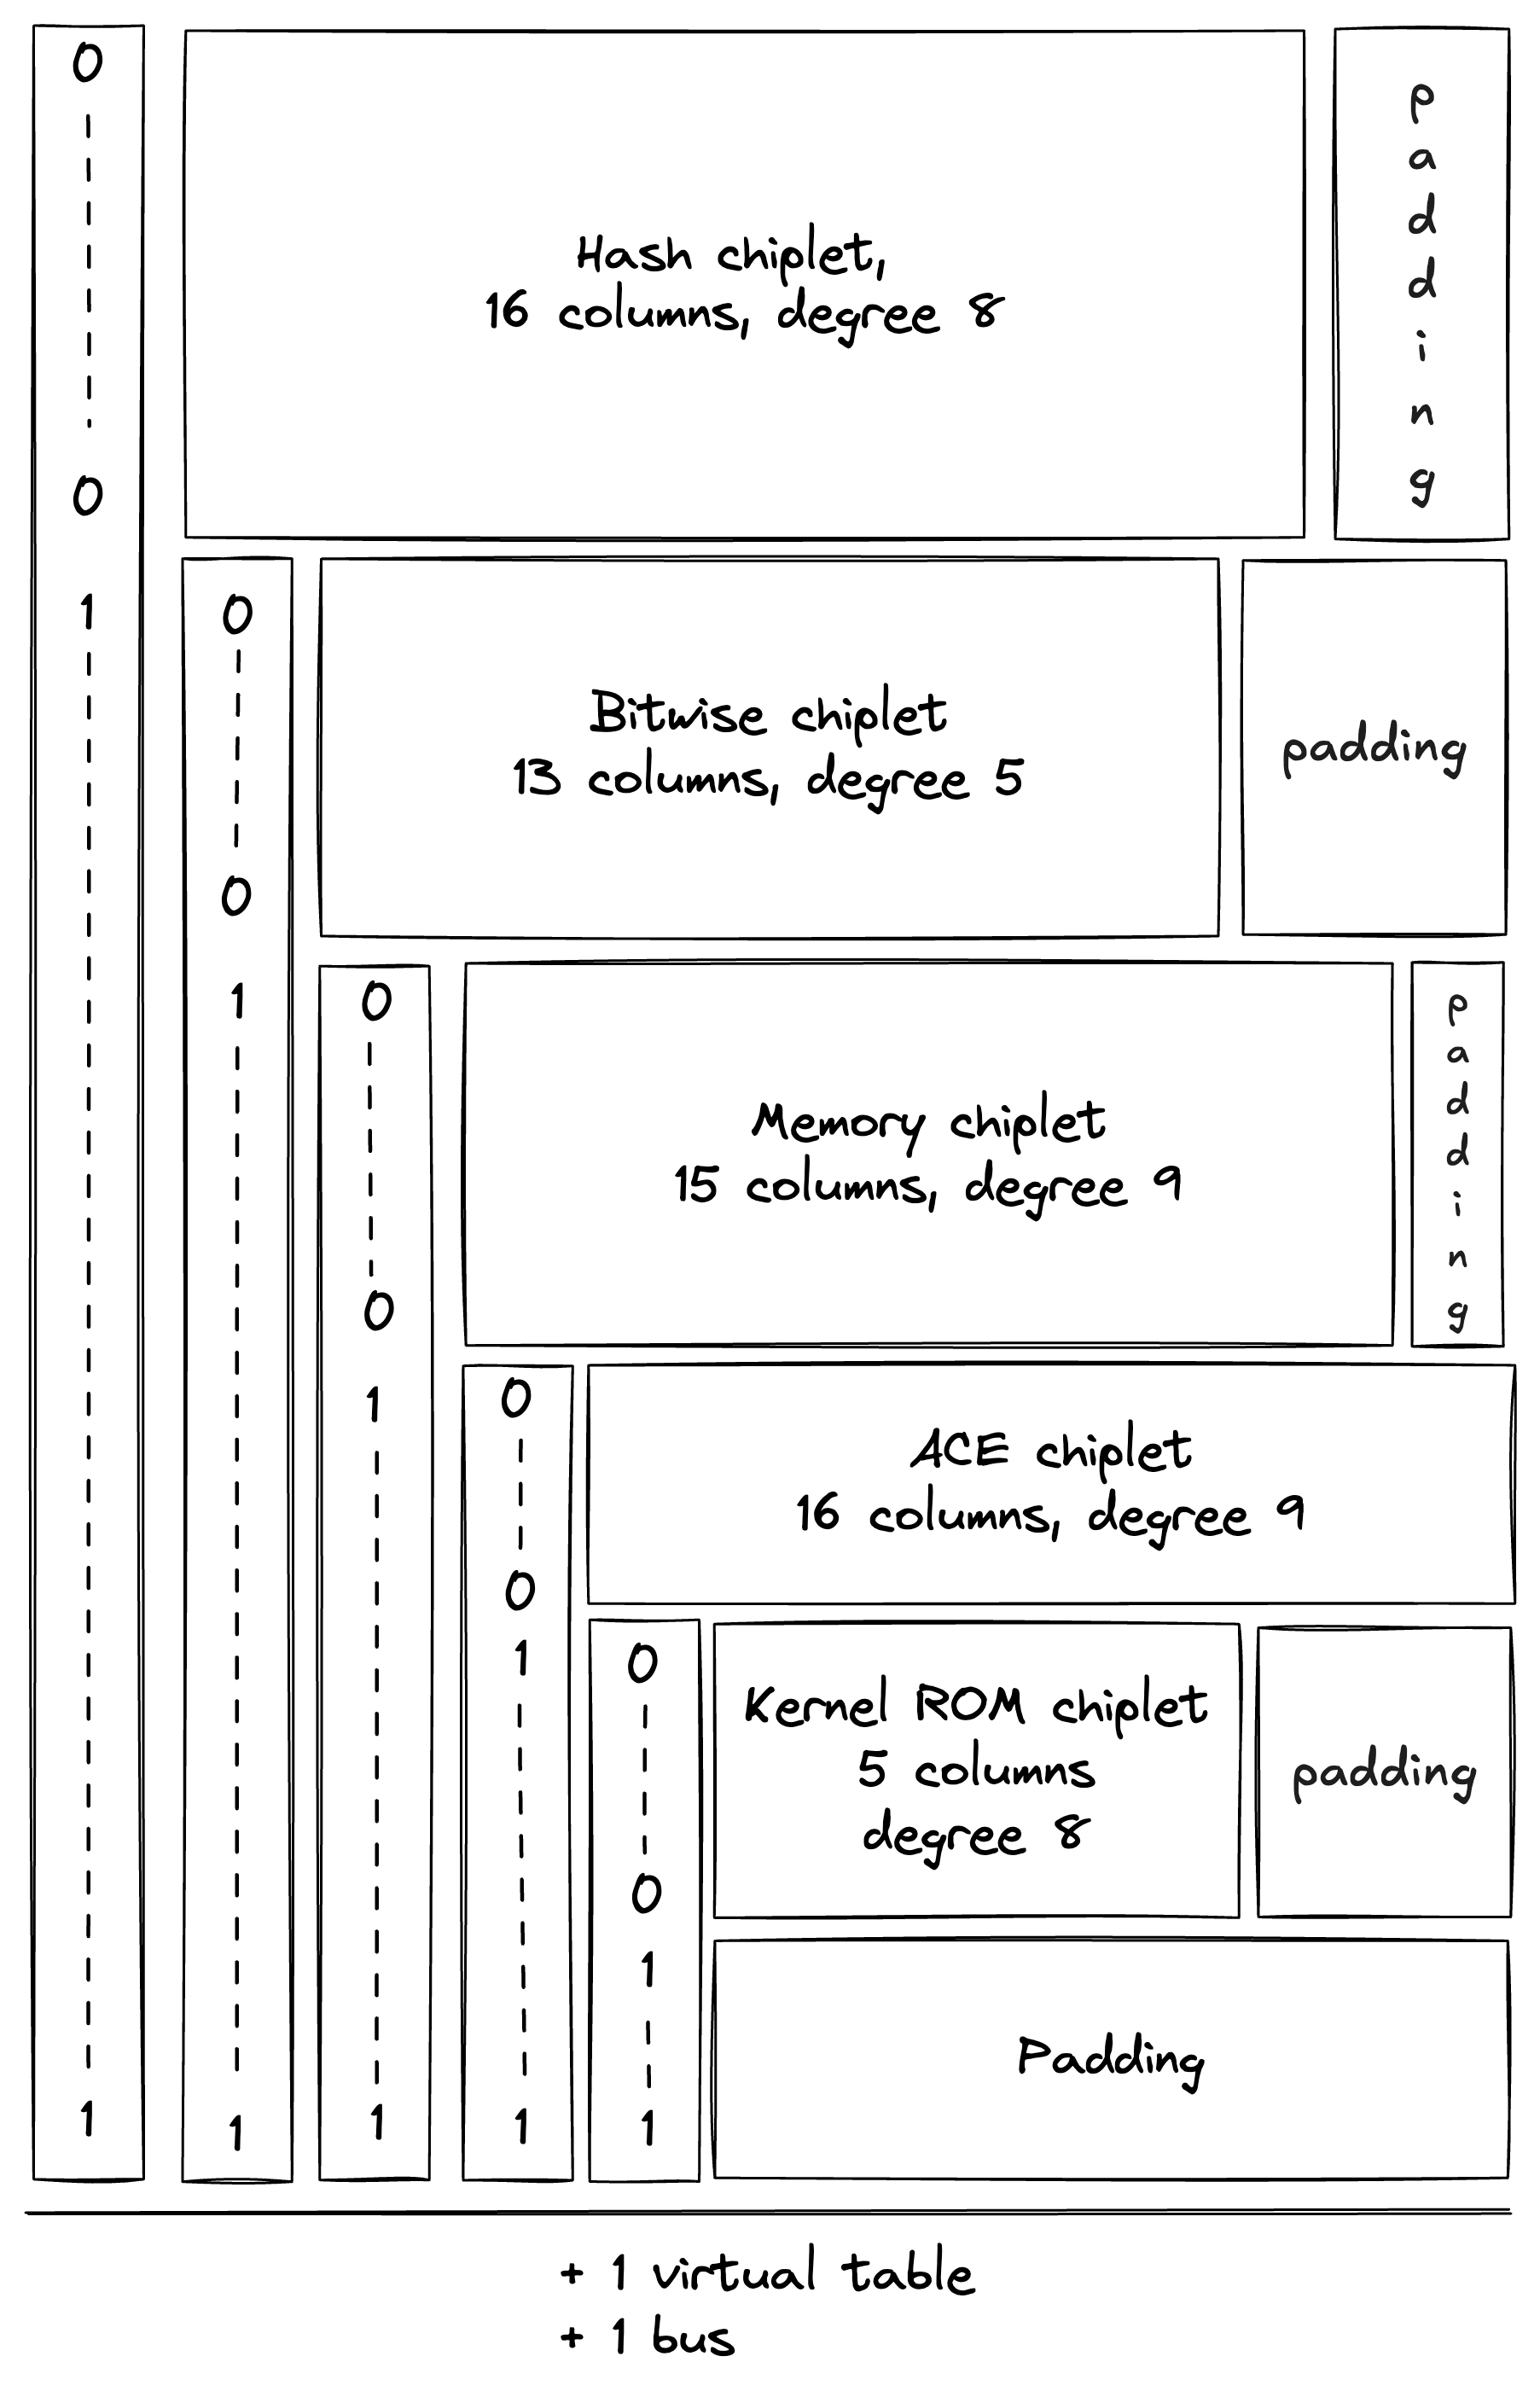 0
0
Hash chiplet,
16 columns, degree 8
padding
1
0
0
Bitwise chiplet
13 columns, degree 5
padding
1
0
0
Memory chiplet
15 columns, degree 9
padding
1
0
0
ACE chiplet
16 columns, degree 9
1
0
0
Kernel ROM chiplet
5 columns
degree 8
padding
1
Padding
1
1
1
1
1
+ 1 virtual table
+ 1 bus